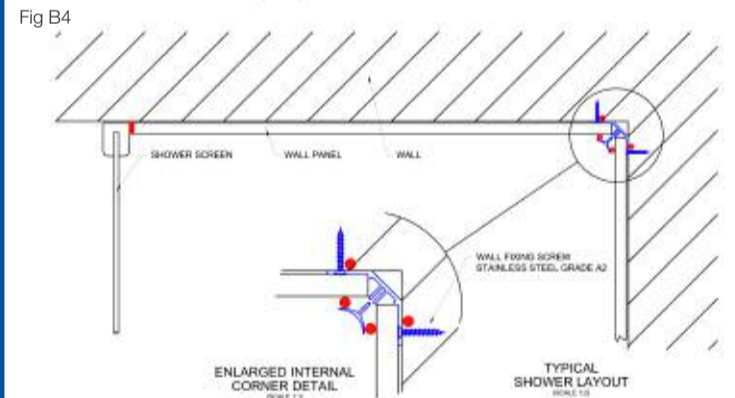 Fig B4
SHOWER SCREEN
WALL PANEL
WALL
WALL FIXING SCREW
STAINLESS STEEL GRADE A2
ENLARGED INTERNAL
CORNER DETAIL
TYPICAL
SHOWER LAYOUT